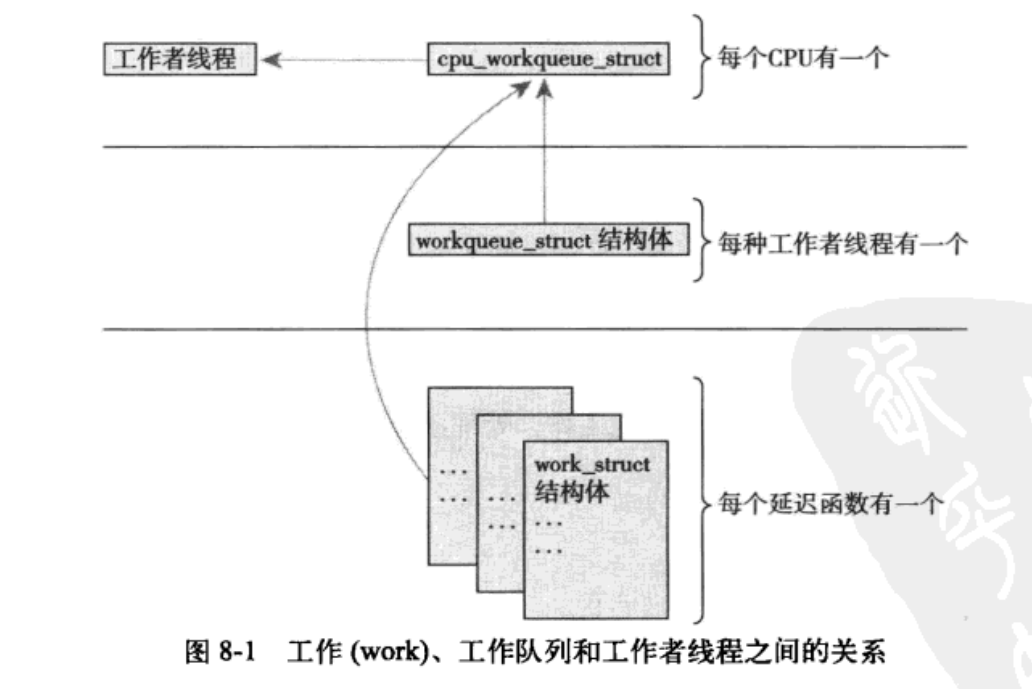 工作者线程
cpu_workqueue_struct
每个CPU有一个
workqueue_struct 结构体
每种工作者线程有一个
...
...
...
...
work_struct
结构体
...
...
每个延迟函数有一个
图 8-1 工作 (work)、工作队列和工作者线程之间的关系